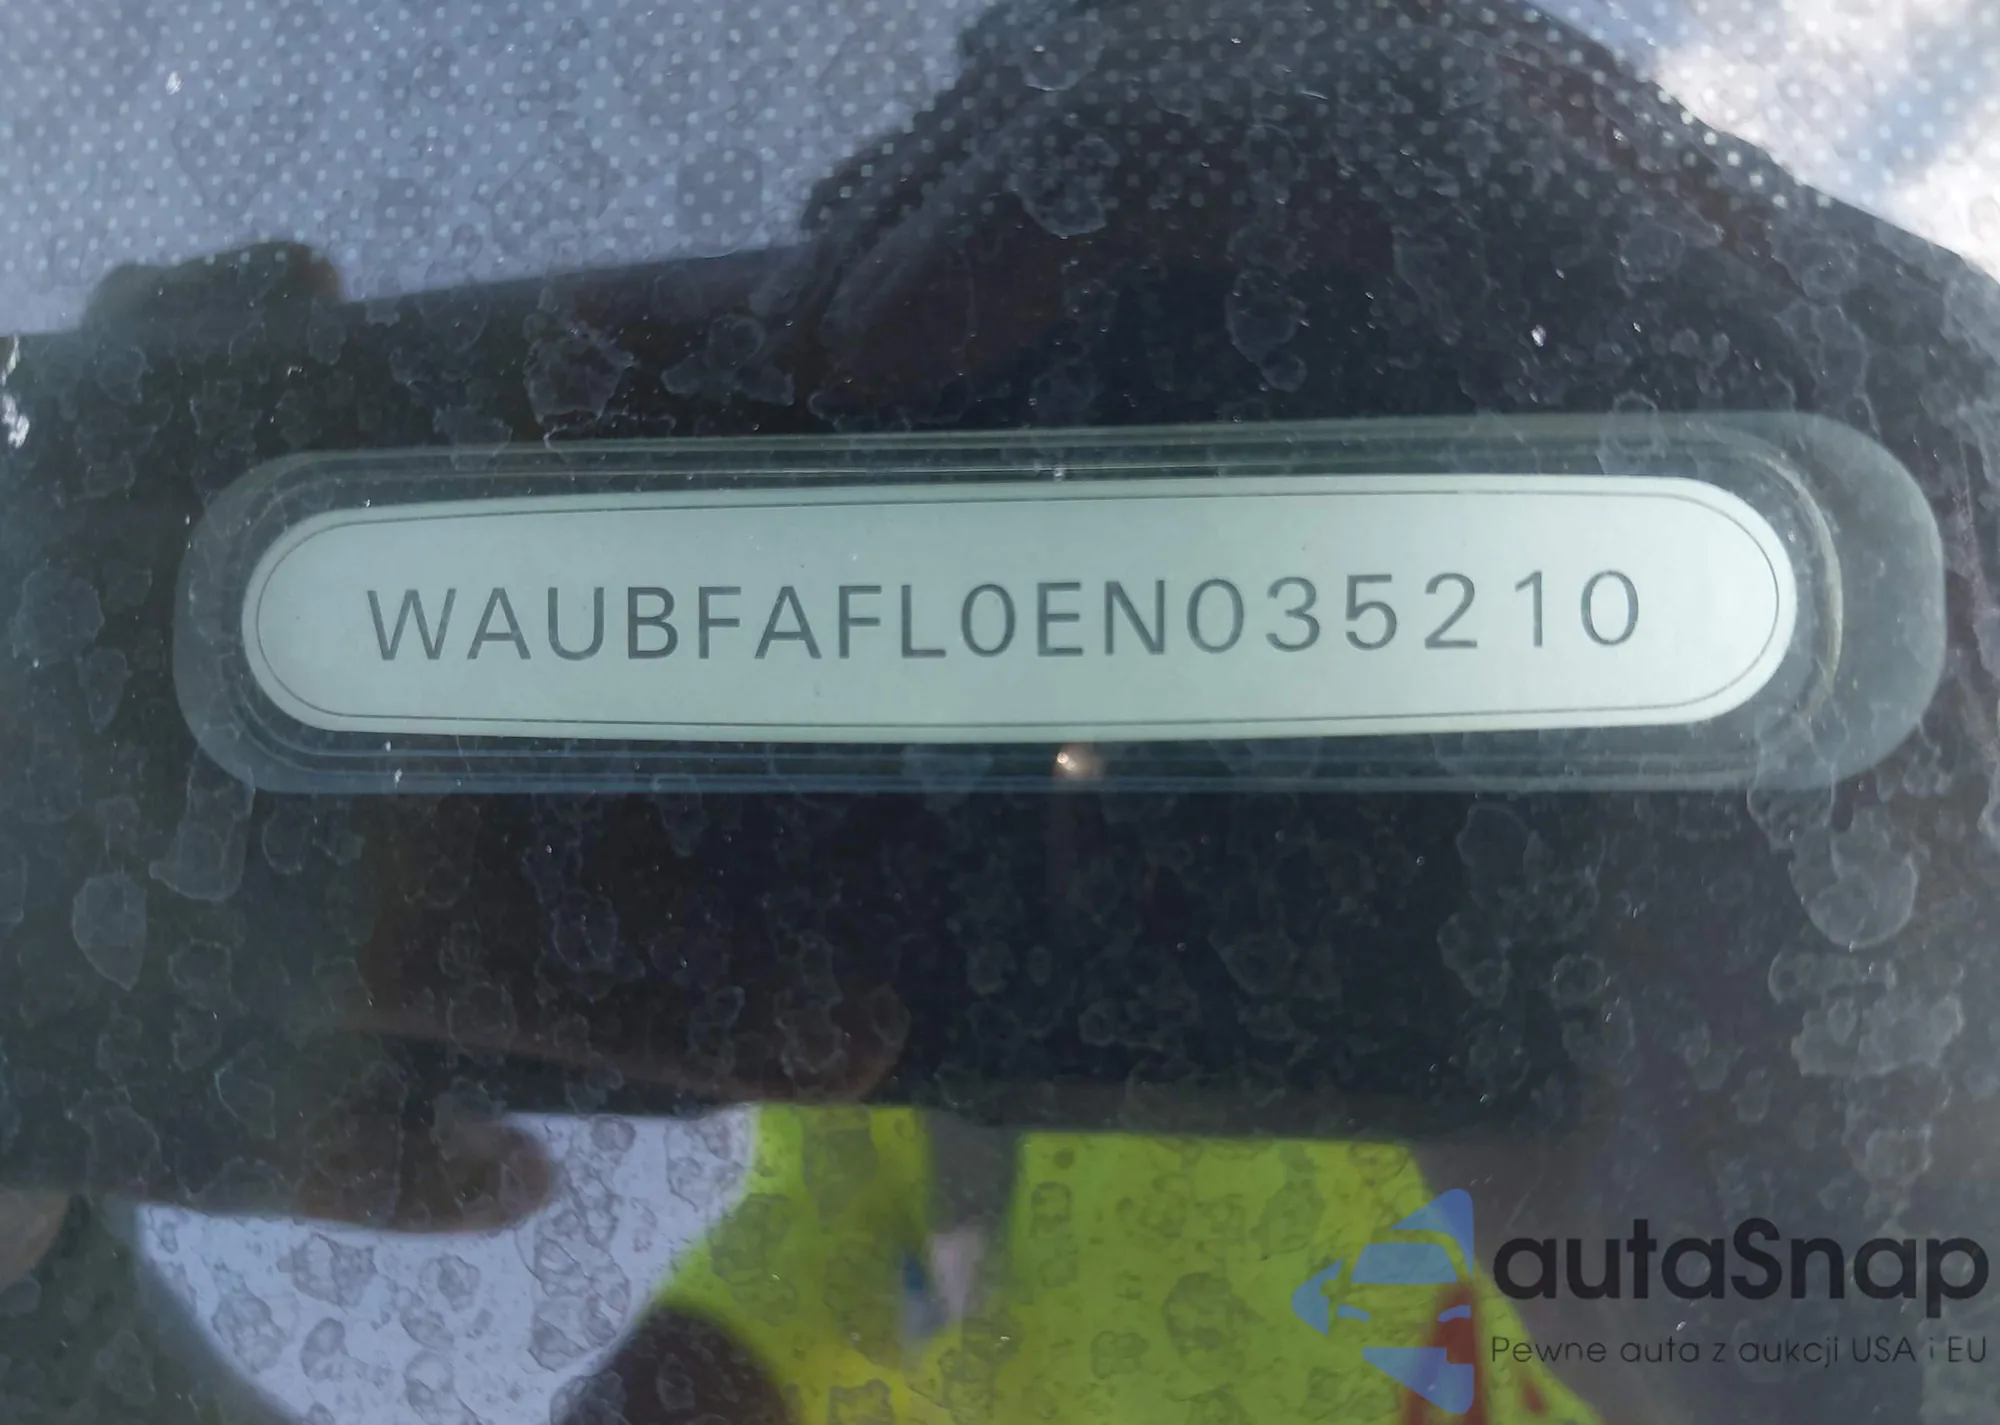 WAUBFAFL0EN035210
autaSnap
Pewne auta z aukcji USA i EU